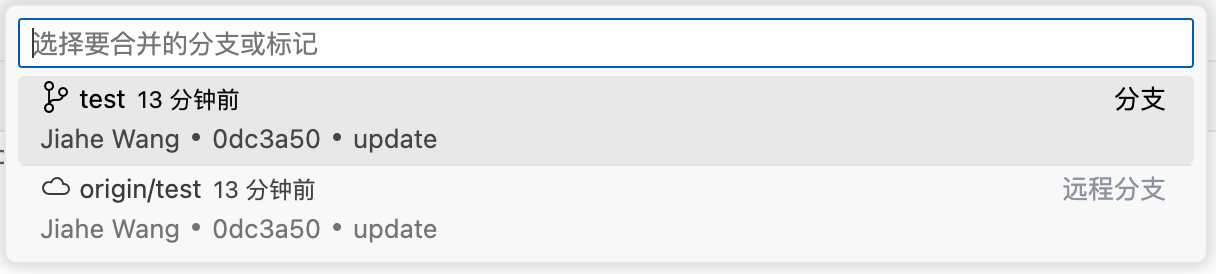 选择要合并的分支或标记
test 13 分钟前 分支
Jiahe Wang • 0dc3a50 • update
origin/test 13 分钟前 远程分支
Jiahe Wang • 0dc3a50 • update